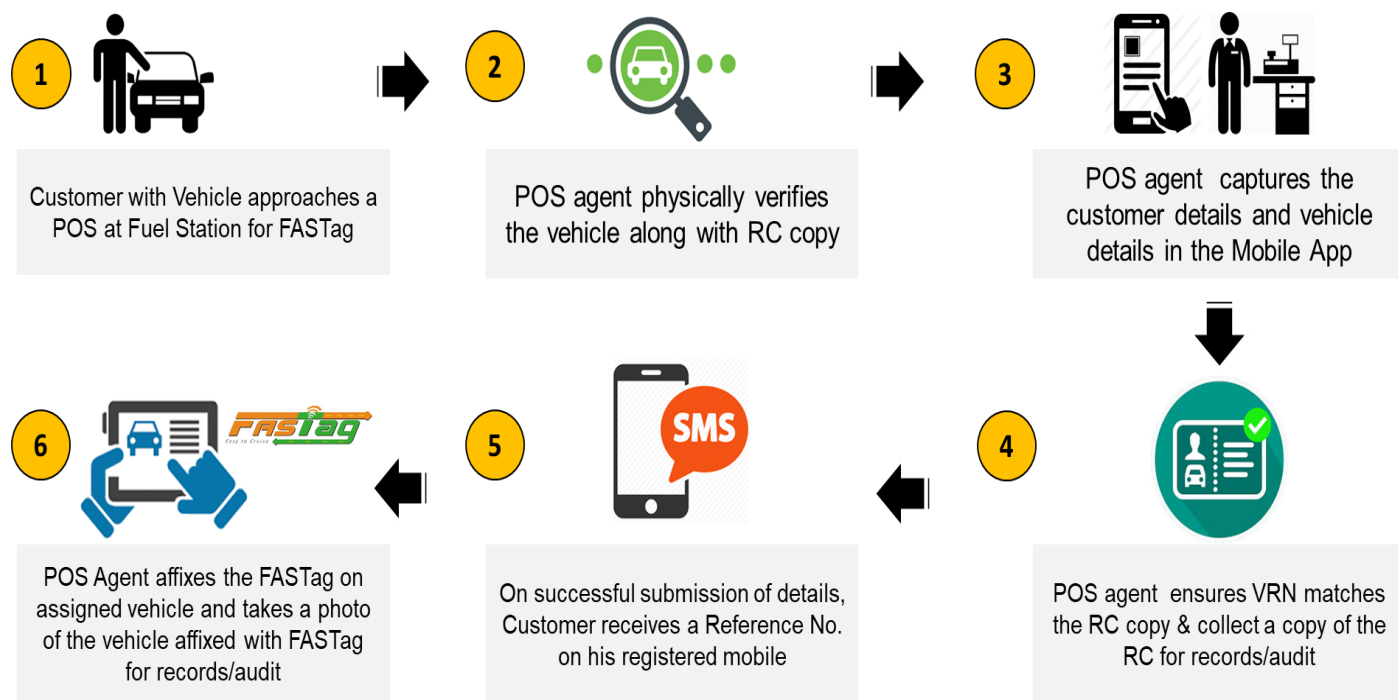 1
Customer with Vehicle approaches a
POS at Fuel Station for FASTag
2
POS agent physically verifies
the vehicle along with RC copy
3
POS agent captures the
customer details and vehicle
details in the Mobile App
4
POS agent ensures VRN matches
the RC copy & collect a copy of the
RC for records/audit
5
SMS
On successful submission of details,
Customer receives a Reference No.
on his registered mobile
6
FASTag
Easy to Cruise
POS Agent affixes the FASTag on
assigned vehicle and takes a photo
of the vehicle affixed with FASTag
for records/audit